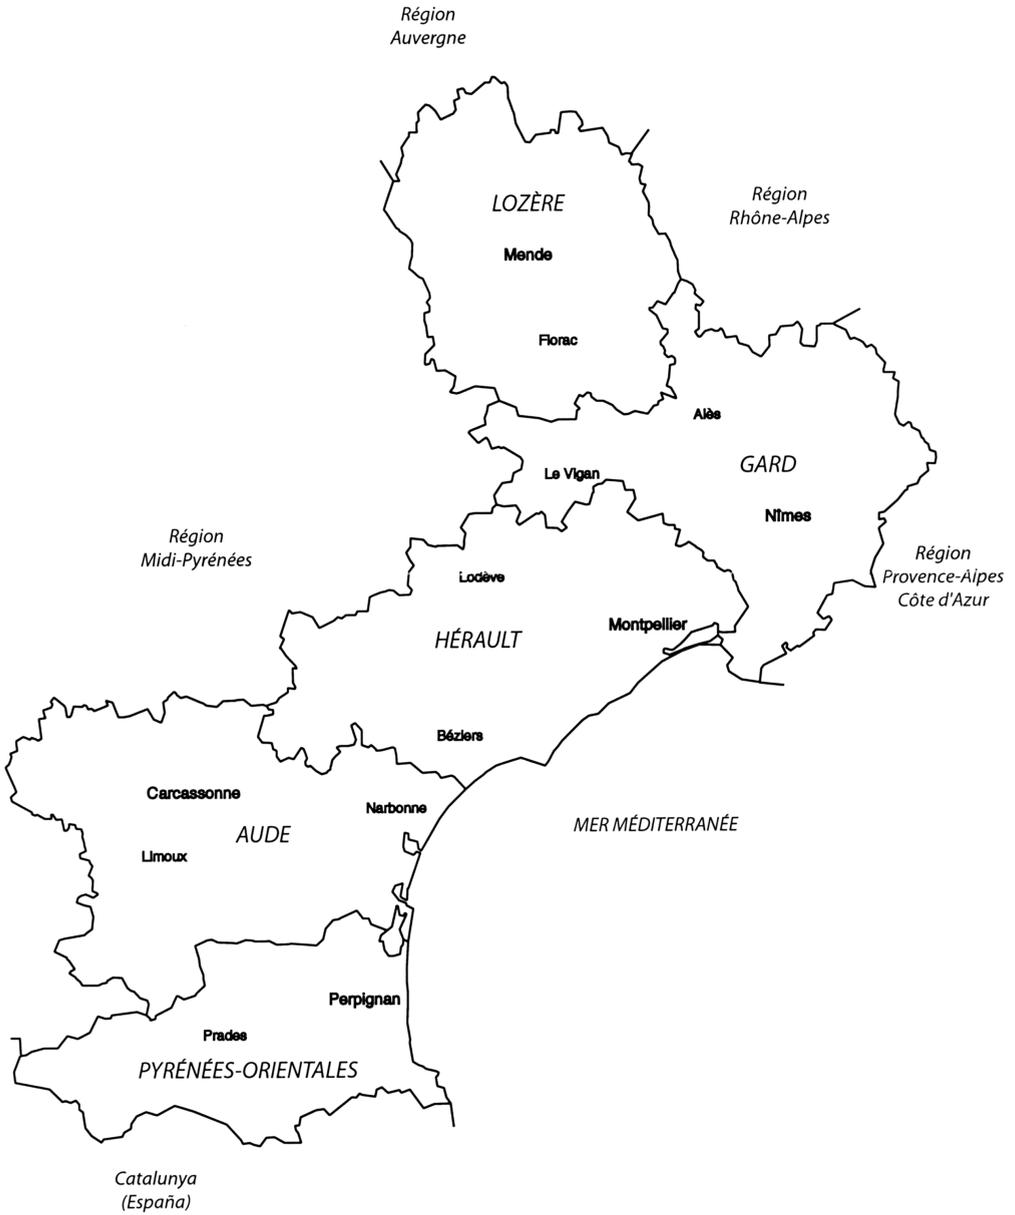 Région
Auvergne
LOZÈRE
Région
Rhône-Alpes
Mende
Florac
Alès
GARD
Le Vigan
Nîmes
Région
Midi-Pyrénées
Région
Provence-Alpes
Côte d'Azur
Lodève
Montpellier
HÉRAULT
Béziers
Carcassonne
Narbonne
MER MÉDITERRANÉE
AUDE
Limoux
Perpignan
Prades
PYRÉNÉES-ORIENTALES
Catalunya
(España)